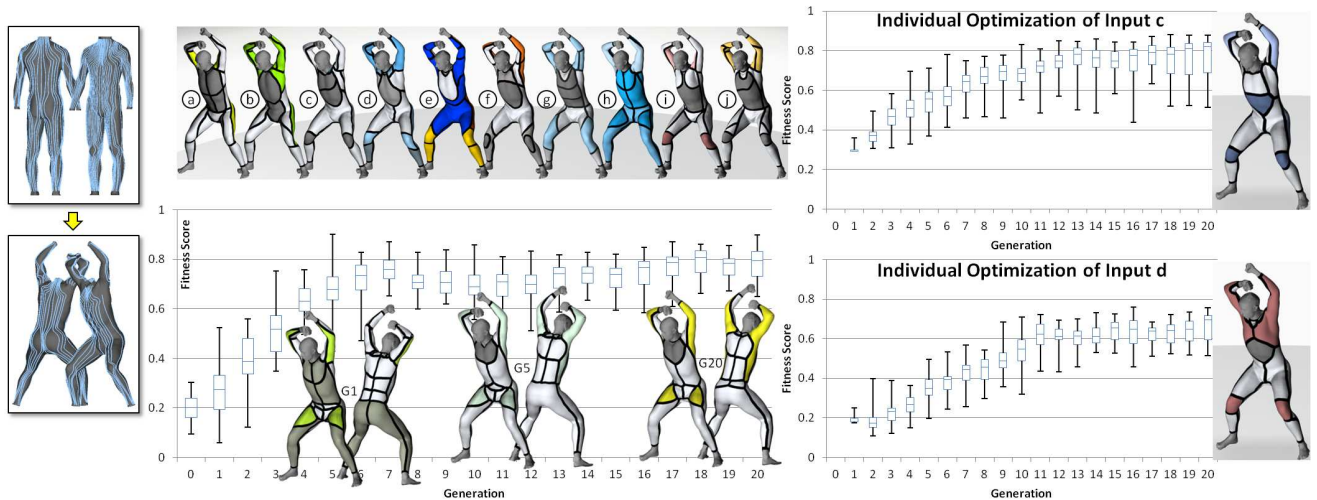 a b c d e f g h i j
Fitness Score
1
0.8
0.6
0.4
0.2
0
G1
G5
G20
0 1 2 3 4 5 6 7 8 9 10 11 12 13 14 15 16 17 18 19 20
Generation
Individual Optimization of Input c
Fitness Score
1
0.8
0.6
0.4
0.2
0
0 1 2 3 4 5 6 7 8 9 10 11 12 13 14 15 16 17 18 19 20
Generation
Individual Optimization of Input d
Fitness Score
1
0.8
0.6
0.4
0.2
0
0 1 2 3 4 5 6 7 8 9 10 11 12 13 14 15 16 17 18 19 20
Generation